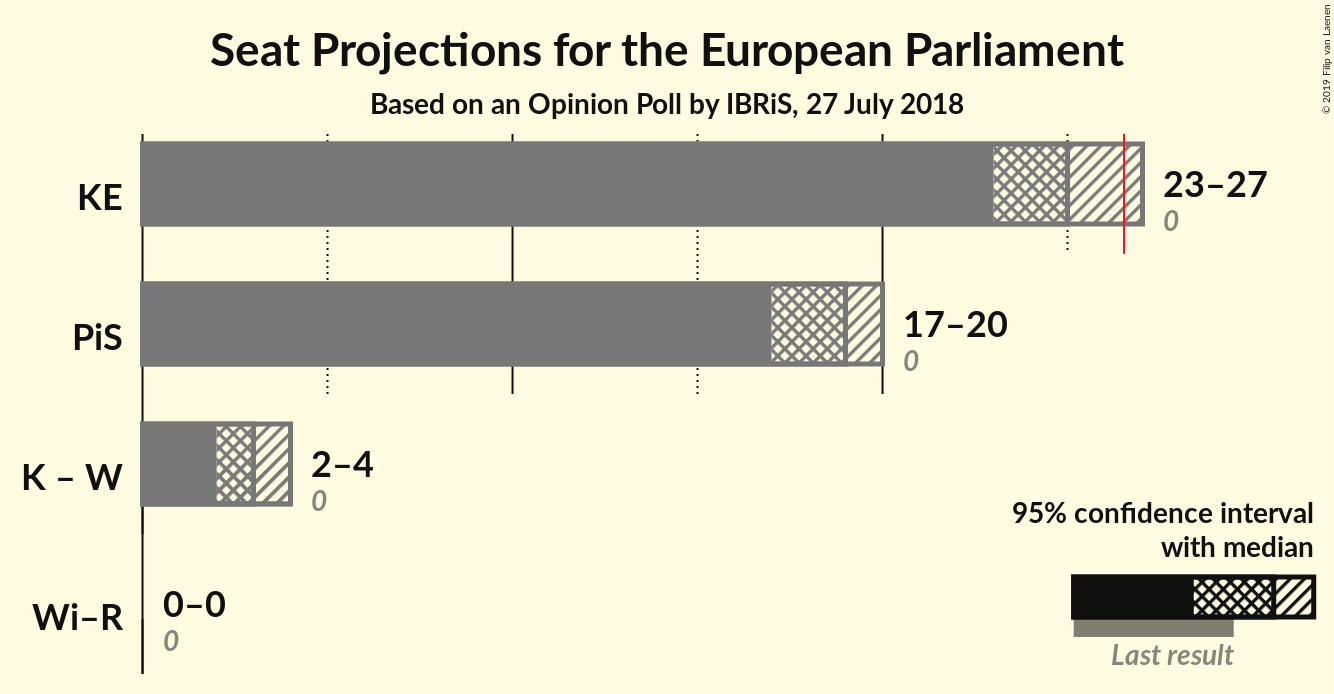 Seat Projections for the European Parliament
Based on an Opinion Poll by IBRiS, 27 July 2018
© 2019 Filip van Laenen
KE
23–27
0
PiS
17–20
0
K – W
2–4
0
Wi–R
0–0
0
95% confidence interval
with median
Last result